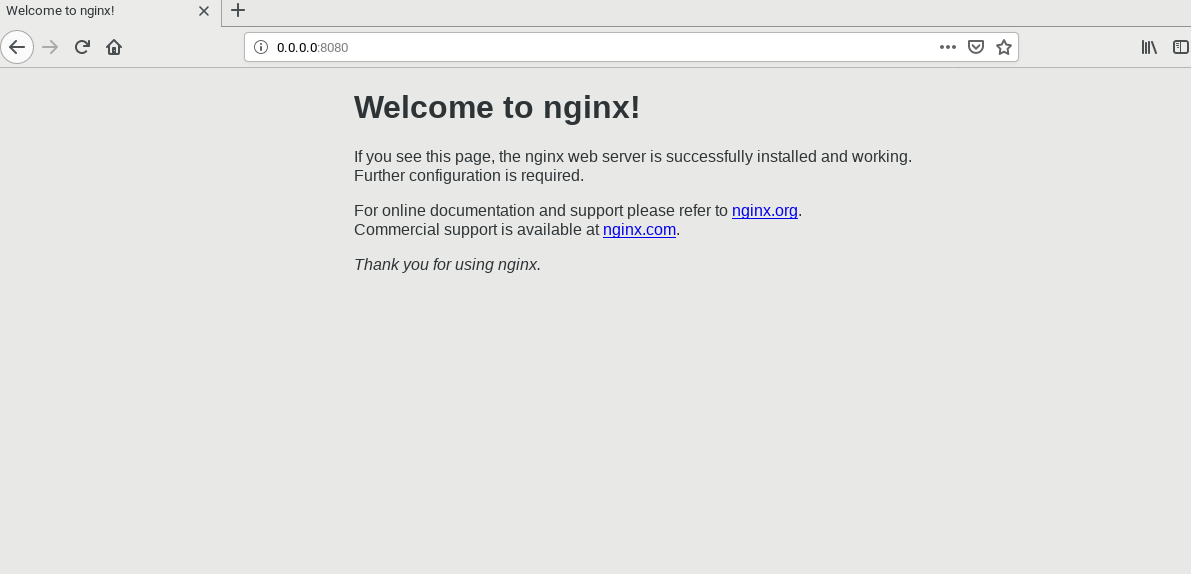 Welcome to nginx!
0.0.0.0:8080
Welcome to nginx!
If you see this page, the nginx web server is successfully installed and working.
Further configuration is required.
For online documentation and support please refer to nginx.org.
Commercial support is available at nginx.com.
Thank you for using nginx.